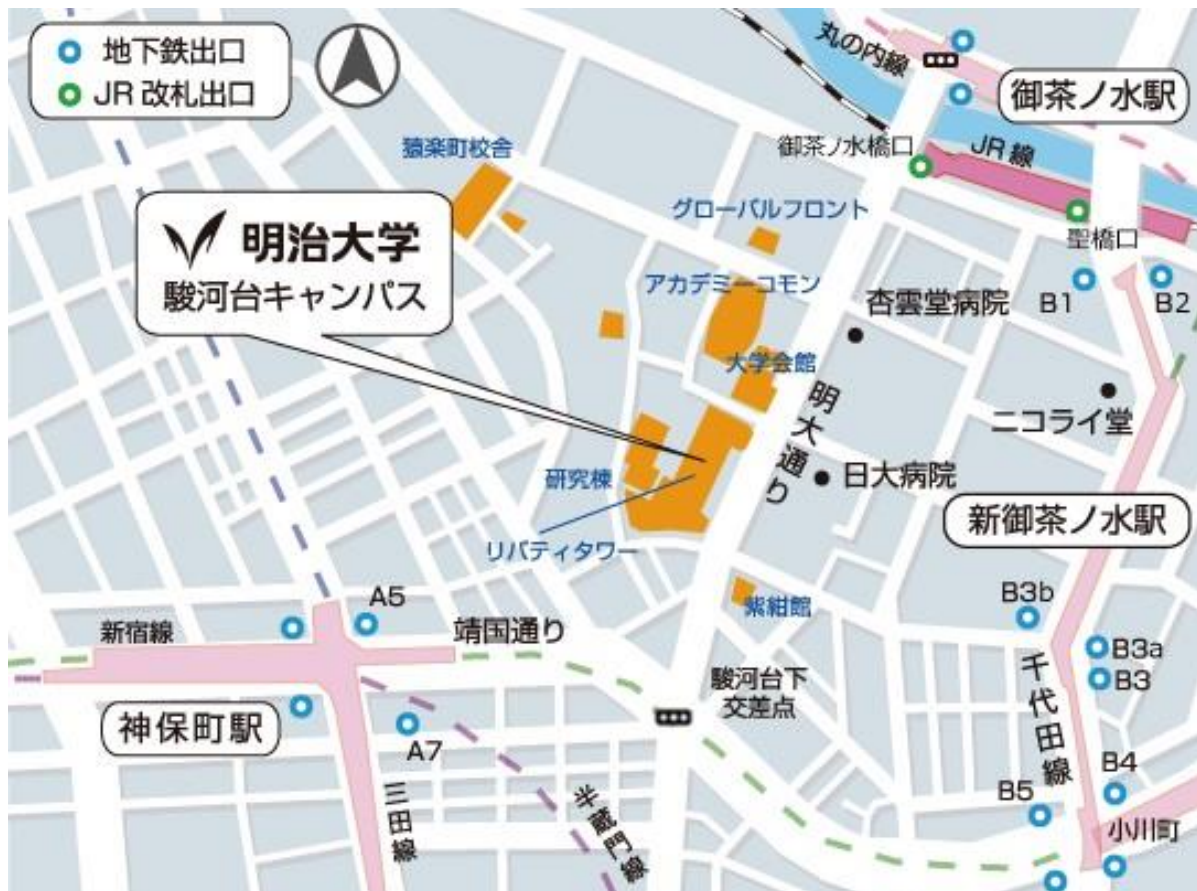 地下鉄出口
JR改札出口
丸の内線
御茶ノ水駅
御茶ノ水橋口
JR線
聖橋口
猿楽町校舎
グローバルフロント
明治大学
駿河台キャンパス
アカデミーコモン
杏雲堂病院
B1
B2
大学会館
明大通り
ニコライ堂
研究棟
日大病院
リバティタワー
新御茶ノ水駅
紫紺館
B3b
A5
新宿線
靖国通り
B3a
B3
駿河台下
交差点
千代田線
神保町駅
A7
三田線
半蔵門線
B4
B5
小川町